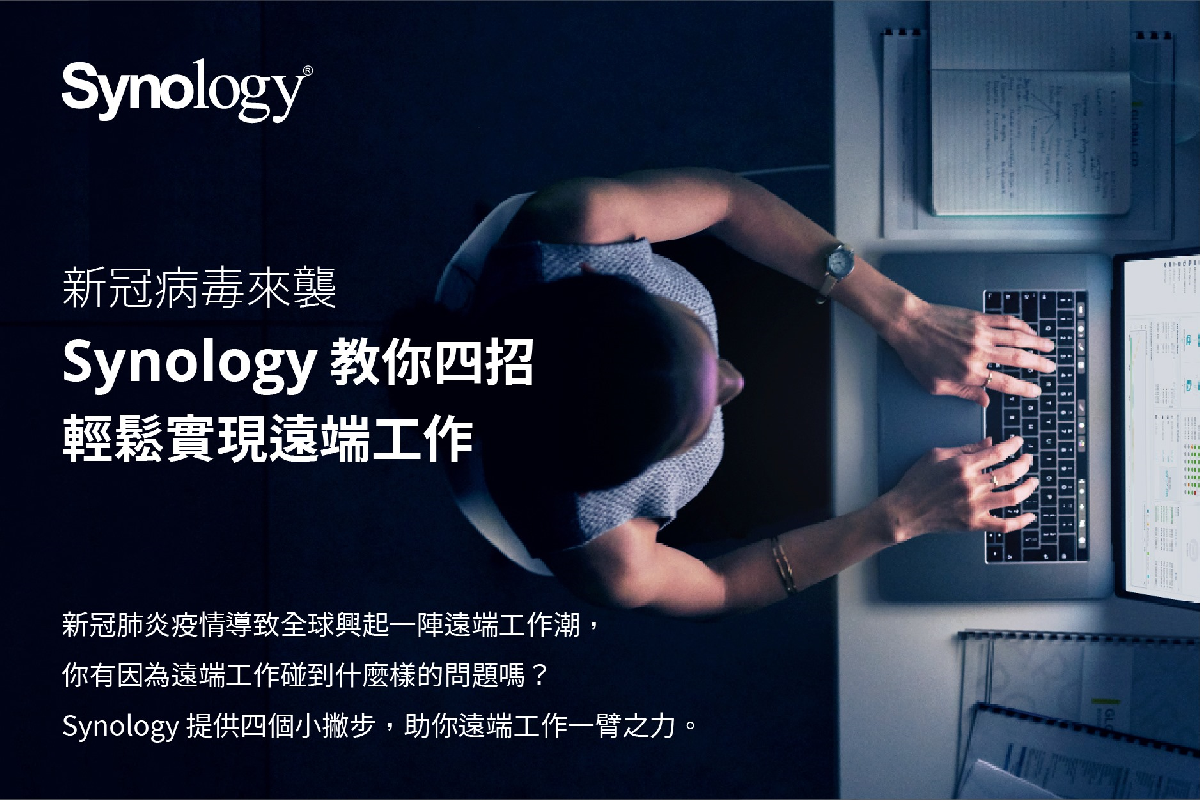 Synology®
新冠病毒來襲
Synology 教你四招
輕鬆實現遠端工作
新冠肺炎疫情導致全球興起一陣遠端工作潮，
你有因為遠端工作碰到什麼樣的問題嗎？
Synology 提供四個小撇步，助你遠端工作一臂之力。